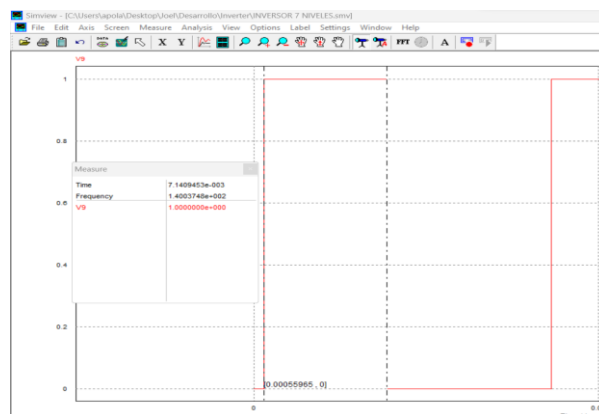 Simview - [C:\Users\apola\Desktop\Joel\Desarrollo\Inverter\INVERSOR 7 NIVELES.smv]
File Edit Axis Screen Measure Analysis View Options Label Settings Window Help
X Y FFT A
V9
1
0.8
Measure
Time 7.1409453e-003
Frequency 1.4003748e+002
V9 1.0000000e+000
0.6
0.4
0.2
[0.00055965 , 0]
0
0